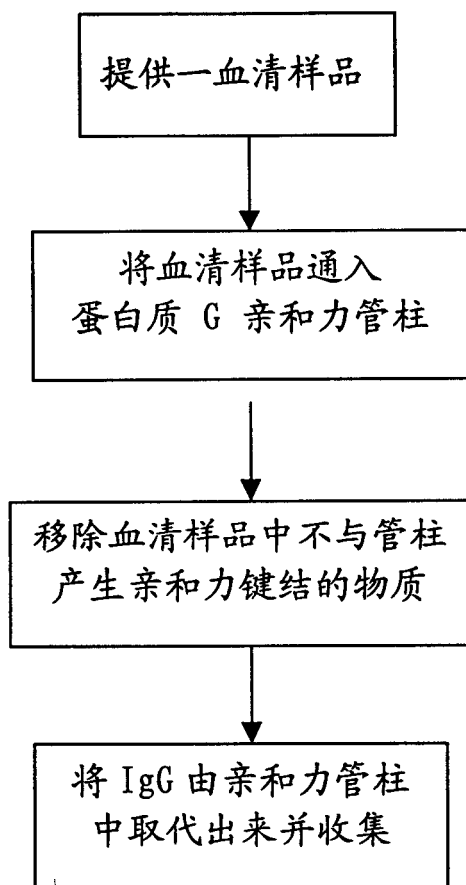 提供一血清样品
将血清样品通入
蛋白质 G 亲和力管柱
移除血清样品中不与管柱
产生亲和力键结的物质
将 IgG 由亲和力管柱
中取代出来并收集